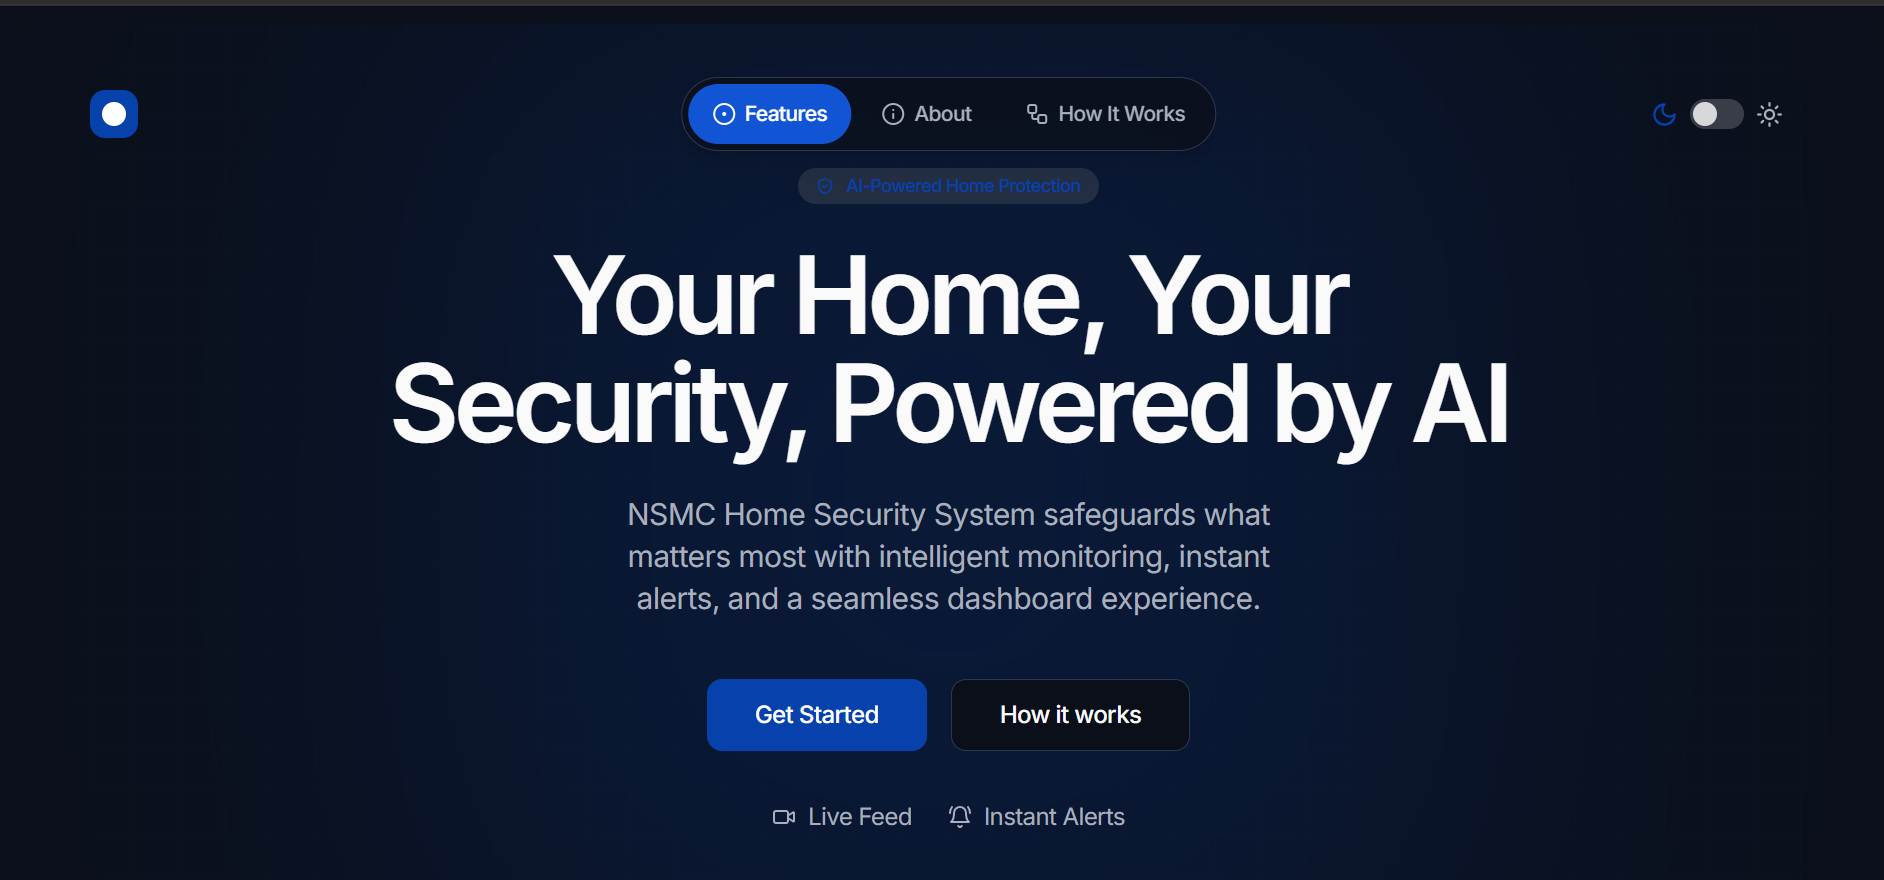 Features
About
How It Works
AI-Powered Home Protection
Your Home, Your
Security, Powered by AI
NSMC Home Security System safeguards what
matters most with intelligent monitoring, instant
alerts, and a seamless dashboard experience.
Get Started
How it works
Live Feed
Instant Alerts